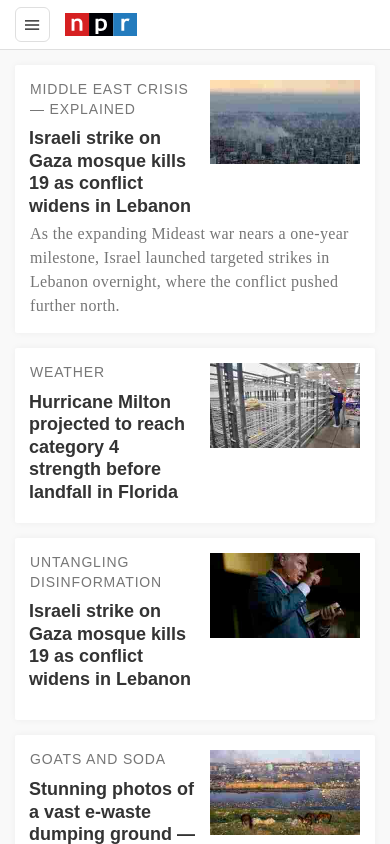 npr
MIDDLE EAST CRISIS
— EXPLAINED
Israeli strike on
Gaza mosque kills
19 as conflict
widens in Lebanon
As the expanding Mideast war nears a one-year
milestone, Israel launched targeted strikes in
Lebanon overnight, where the conflict pushed
further north.
WEATHER
Hurricane Milton
projected to reach
category 4
strength before
landfall in Florida
UNTANGLING
DISINFORMATION
Israeli strike on
Gaza mosque kills
19 as conflict
widens in Lebanon
GOATS AND SODA
Stunning photos of
a vast e-waste
dumping ground —